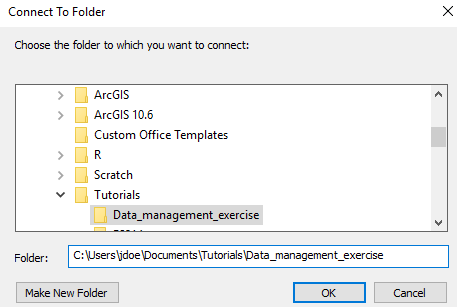 Connect To Folder
Choose the folder to which you want to connect:
ArcGIS
ArcGIS 10.6
Custom Office Templates
R
Scratch
Tutorials
Data_management_exercise
Folder: C:\Users\jdoe\Documents\Tutorials\Data_management_exercise
Make New Folder OK Cancel